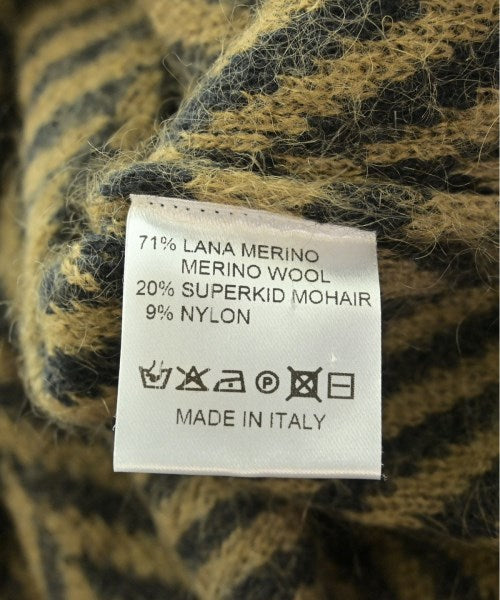 71% LANA MERINO
MERINO WOOL
20% SUPERKID MOHAIR
9% NYLON
P
MADE IN ITALY